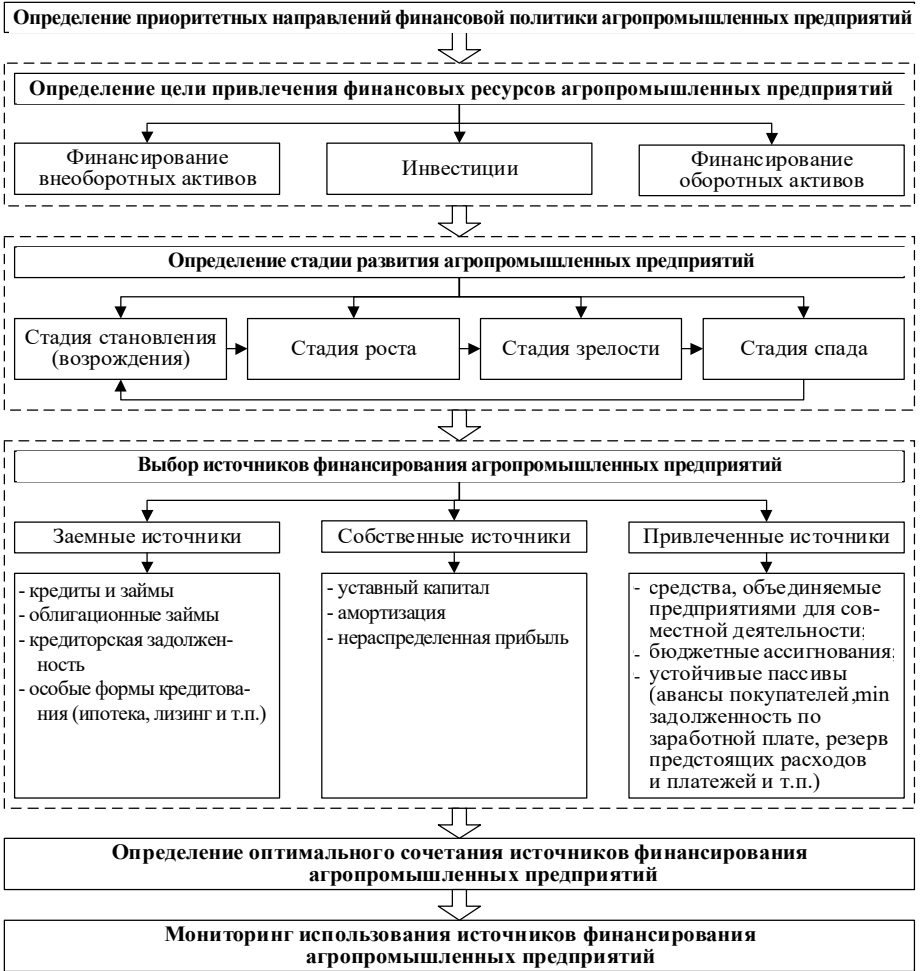 Определение приоритетных направлений финансовой политики агропромышленных предприятий
Определение цели привлечения финансовых ресурсов агропромышленных предприятий
Финансирование
внеоборотных активов
Инвестиции
Финансирование
оборотных активов
Определение стадии развития агропромышленных предприятий
Стадия становления
(возрождения)
Стадия роста
Стадия зрелости
Стадия спада
Выбор источников финансирования агропромышленных предприятий
Заемные источники
- кредиты и займы
- облигационные займы
- кредиторская задолжен-
ность
- особые формы кредитова-
ния (ипотека, лизинг и т.п.)
Собственные источники
- уставный капитал
- амортизация
- нераспределенная прибыль
Привлеченные источники
- средства, объединяемые
предприятиями для сов-
местной деятельности;
- бюджетные ассигнования;
- устойчивые пассивы
(авансы покупателей,min
задолженность по
заработной плате, резерв
предстоящих расходов
и платежей и т.п.)
Определение оптимального сочетания источников финансирования
агропромышленных предприятий
Мониторинг использования источников финансирования
агропромышленных предприятий